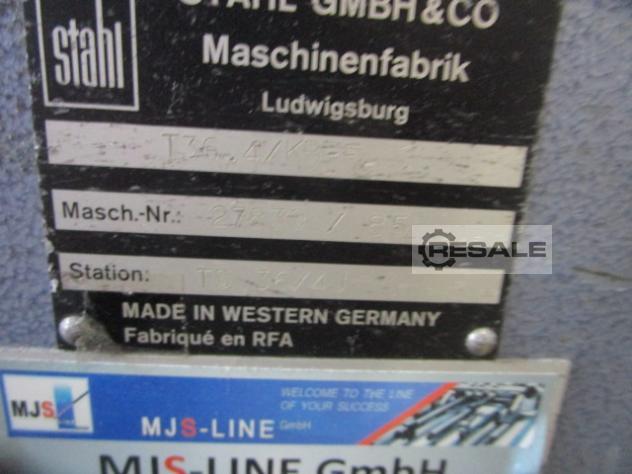 stahl
STAHL GMBH & CO
Maschinenfabrik
Ludwigsburg
Masch.-Nr.:
RESALE
Station:
MADE IN WESTERN GERMANY
Fabriqué en RFA
MJS
WELCOME TO THE LINE
OF YOUR SUCCESS
MJS-LINE GmbH
MJS-LINE GmbH